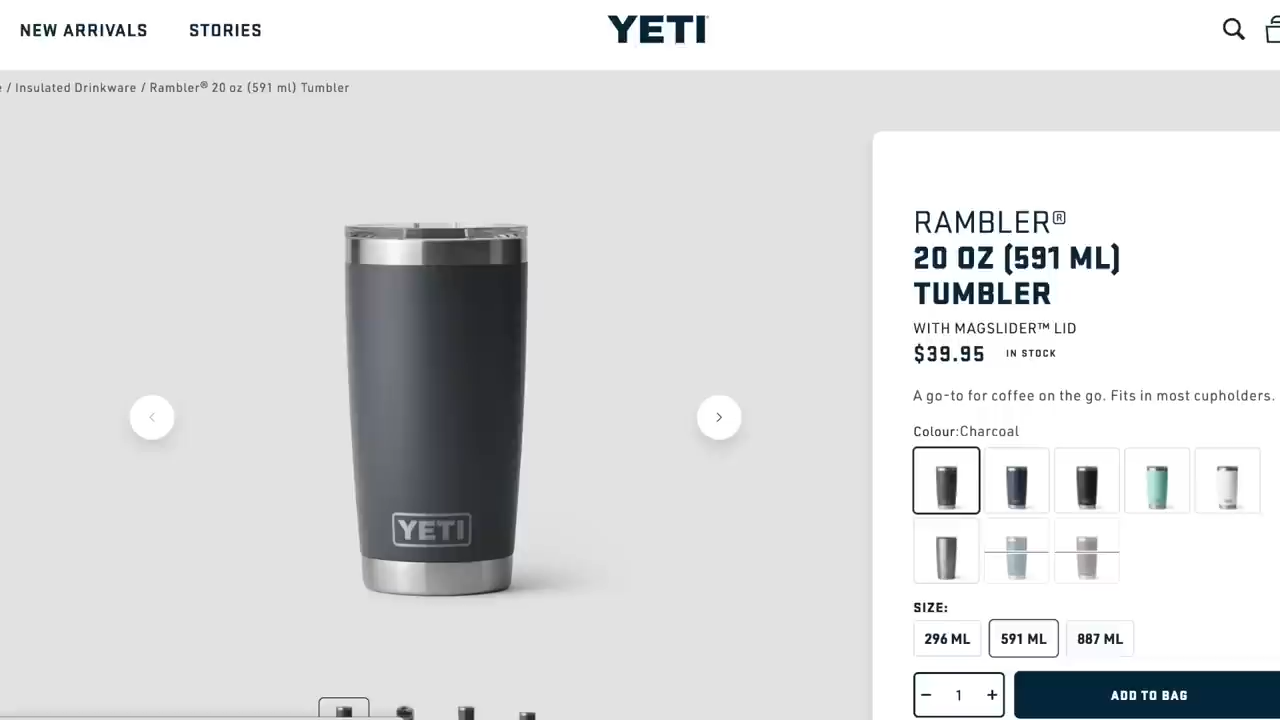 NEW ARRIVALS STORIES YETI
e / Insulated Drinkware / Rambler® 20 oz (591 ml) Tumbler
YETI
RAMBLER®
20 OZ (591 ML)
TUMBLER
WITH MAGSLIDER™ LID
$39.95 IN STOCK
A go-to for coffee on the go. Fits in most cupholders.
Colour:Charcoal
SIZE:
296 ML 591 ML 887 ML
− 1 + ADD TO BAG